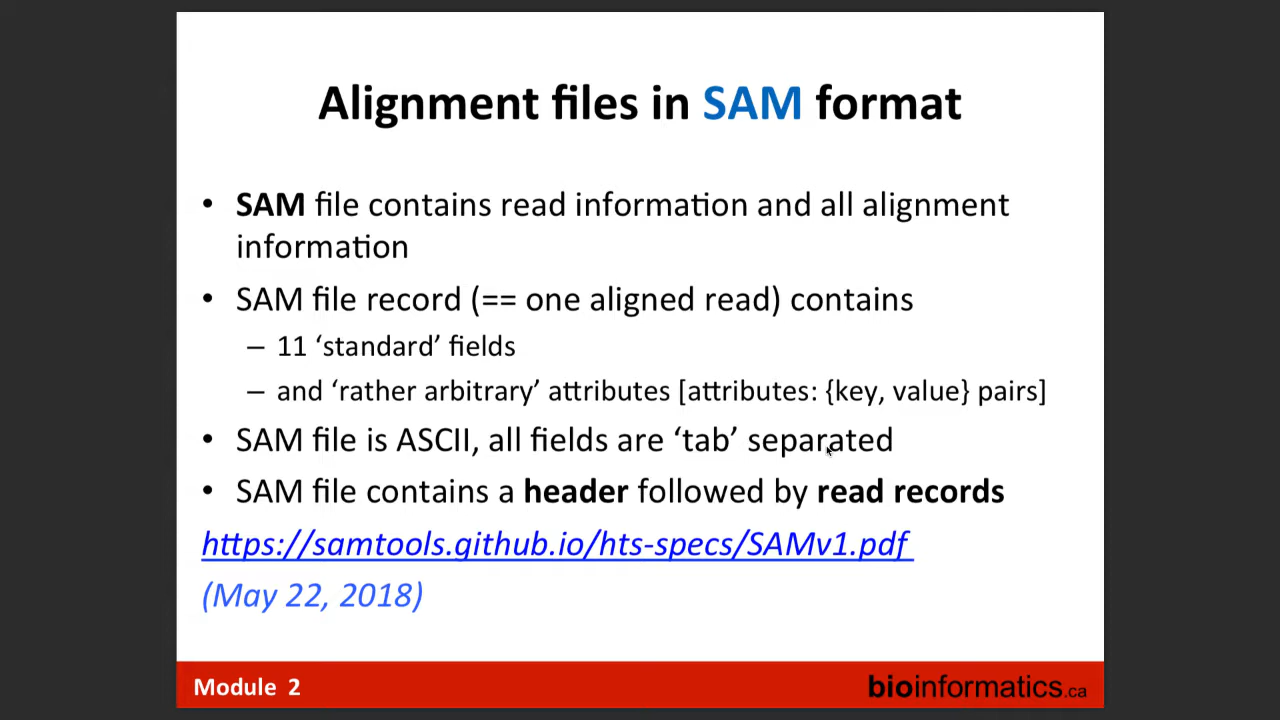 Alignment files in SAM format
• SAM file contains read information and all alignment
information
• SAM file record (== one aligned read) contains
– 11 ‘standard’ fields
– and ‘rather arbitrary’ attributes [attributes: {key, value} pairs]
• SAM file is ASCII, all fields are ‘tab’ separated
• SAM file contains a header followed by read records
https://samtools.github.io/hts-specs/SAMv1.pdf
(May 22, 2018)
Module 2
bioinformatics.ca